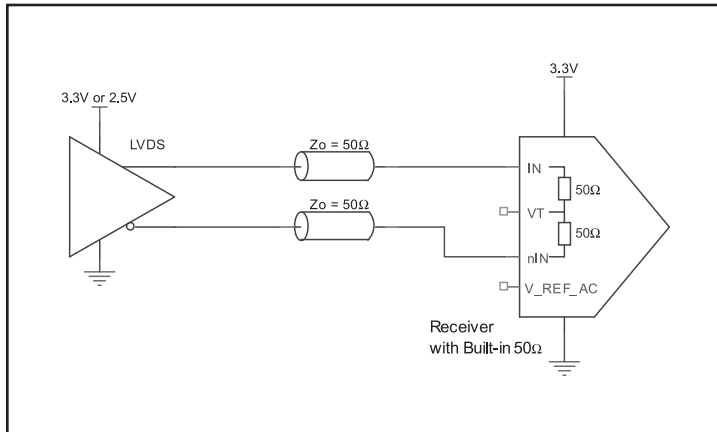 3.3V or 2.5V
LVDS
Zo = 50Ω
Zo = 50Ω
3.3V
IN
50Ω
VT
50Ω
nIN
V_REF_AC
Receiver
with Built-in 50Ω